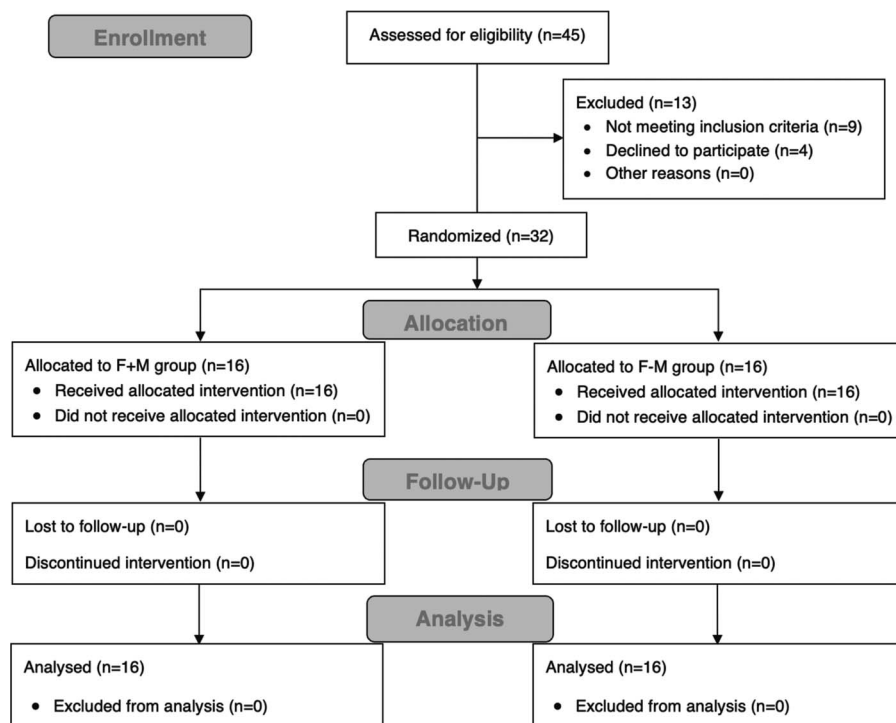 Enrollment
Assessed for eligibility (n=45)
Excluded (n=13)
• Not meeting inclusion criteria (n=9)
• Declined to participate (n=4)
• Other reasons (n=0)
Randomized (n=32)
Allocation
Allocated to F+M group (n=16)
• Received allocated intervention (n=16)
• Did not receive allocated intervention (n=0)
Allocated to F-M group (n=16)
• Received allocated intervention (n=16)
• Did not receive allocated intervention (n=0)
Follow-Up
Lost to follow-up (n=0)
Discontinued intervention (n=0)
Lost to follow-up (n=0)
Discontinued intervention (n=0)
Analysis
Analysed (n=16)
• Excluded from analysis (n=0)
Analysed (n=16)
• Excluded from analysis (n=0)